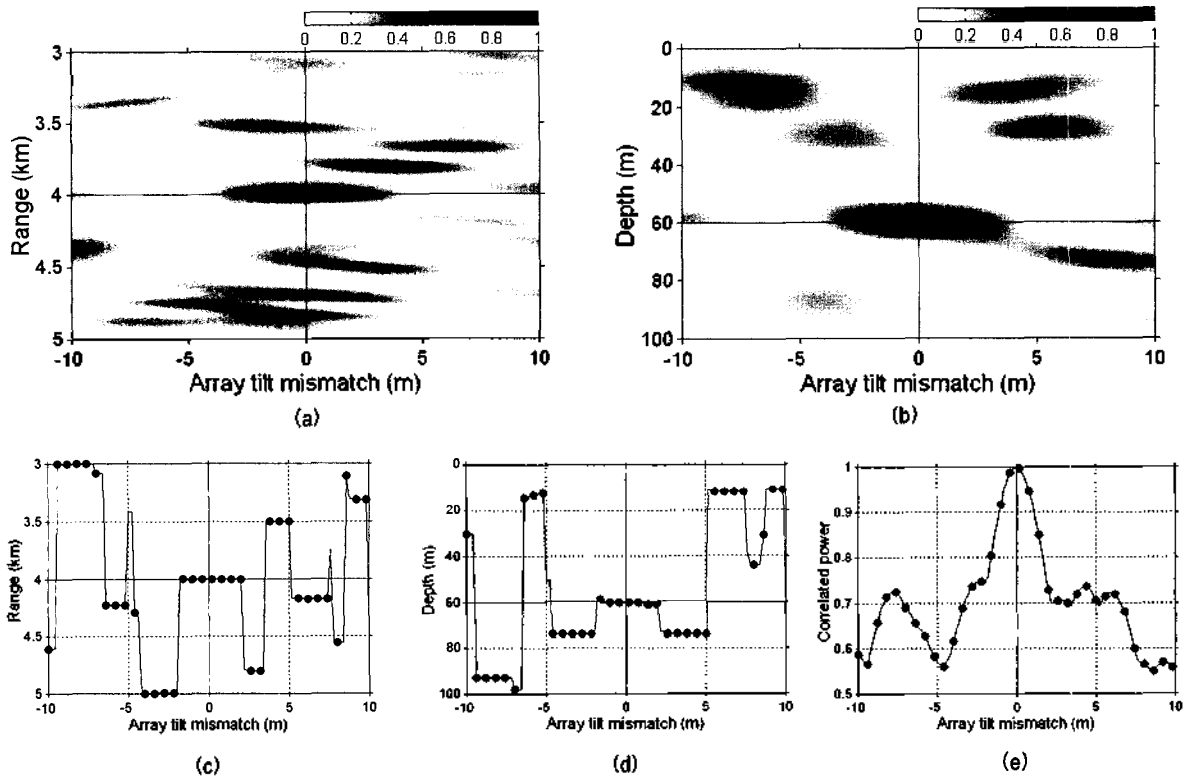 0 0.2 0.4 0.6 0.8 1
3
3.5
4
4.5
5
Range (km)
-10 -5 0 5 10
Array tilt mismatch (m)
(a)
0 0.2 0.4 0.6 0.8 1
0
20
40
60
80
100
Depth (m)
-10 -5 0 5 10
Array tilt mismatch (m)
(b)
3
3.5
4
4.5
5
Range (km)
-10 -5 0 5 10
Array tilt mismatch (m)
(c)
0
20
40
60
80
100
Depth (m)
-10 -5 0 5 10
Array tilt mismatch (m)
(d)
1
0.9
0.8
0.7
0.6
0.5
Correlated power
-10 -5 0 5 10
Array tilt mismatch (m)
(e)